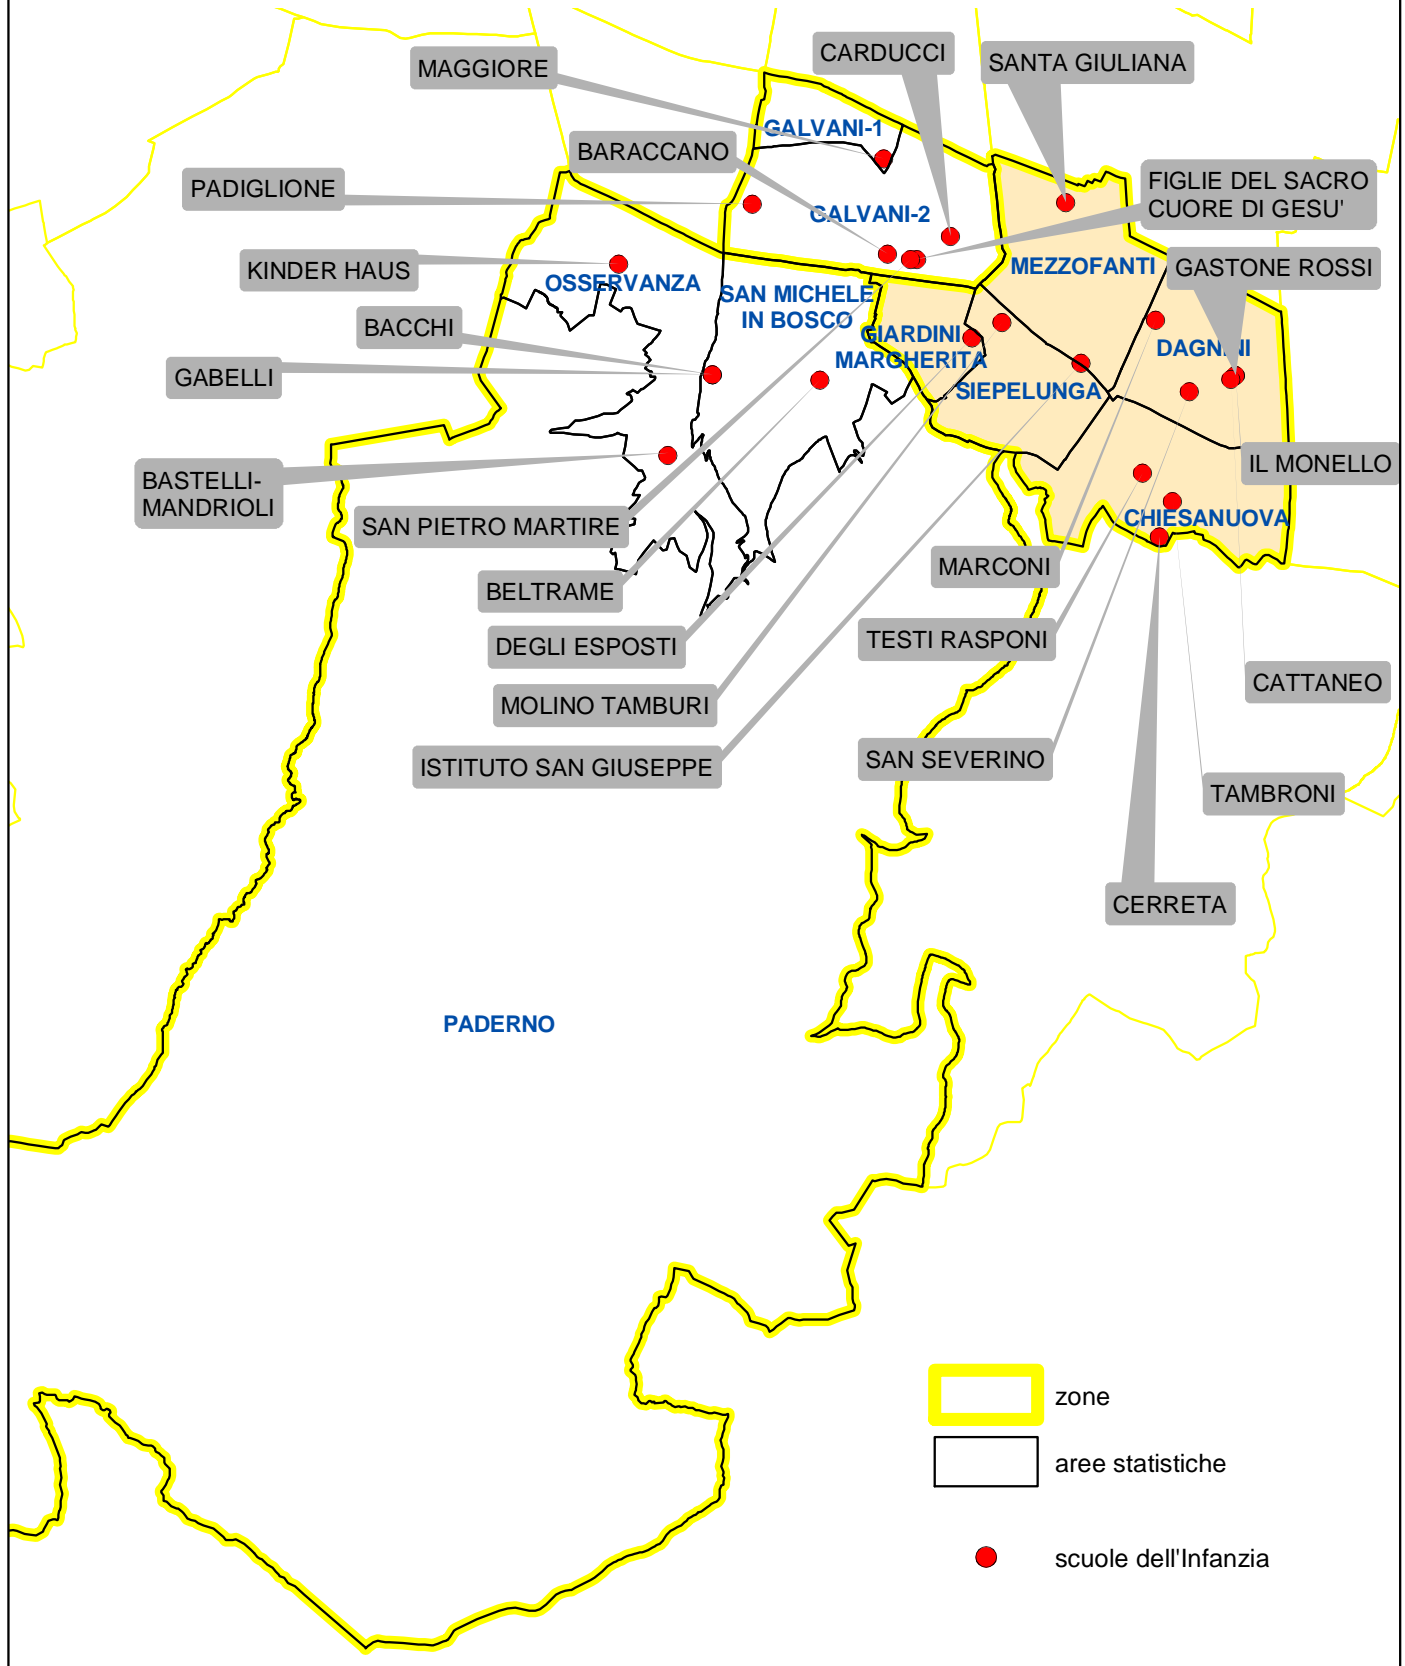 CARDUCCI
SANTA GIULIANA
MAGGIORE
GALVANI-1
BARACCANO
FIGLIE DEL SACRO
CUORE DI GESU'
PADIGLIONE
GALVANI-2
MEZZOFANTI
GASTONE ROSSI
KINDER HAUS
OSSERVANZA
SAN MICHELE
IN BOSCO
BACCHI
GIARDINI
MARGHERITA
DAGNINI
GABELLI
SIEPELUNGA
IL MONELLO
BASTELLI-
MANDRIOLI
SAN PIETRO MARTIRE
CHIESANUOVA
MARCONI
BELTRAME
DEGLI ESPOSTI
TESTI RASPONI
CATTANEO
MOLINO TAMBURI
ISTITUTO SAN GIUSEPPE
SAN SEVERINO
TAMBRONI
CERRETA
PADERNO
zone
aree statistiche
scuole dell'Infanzia